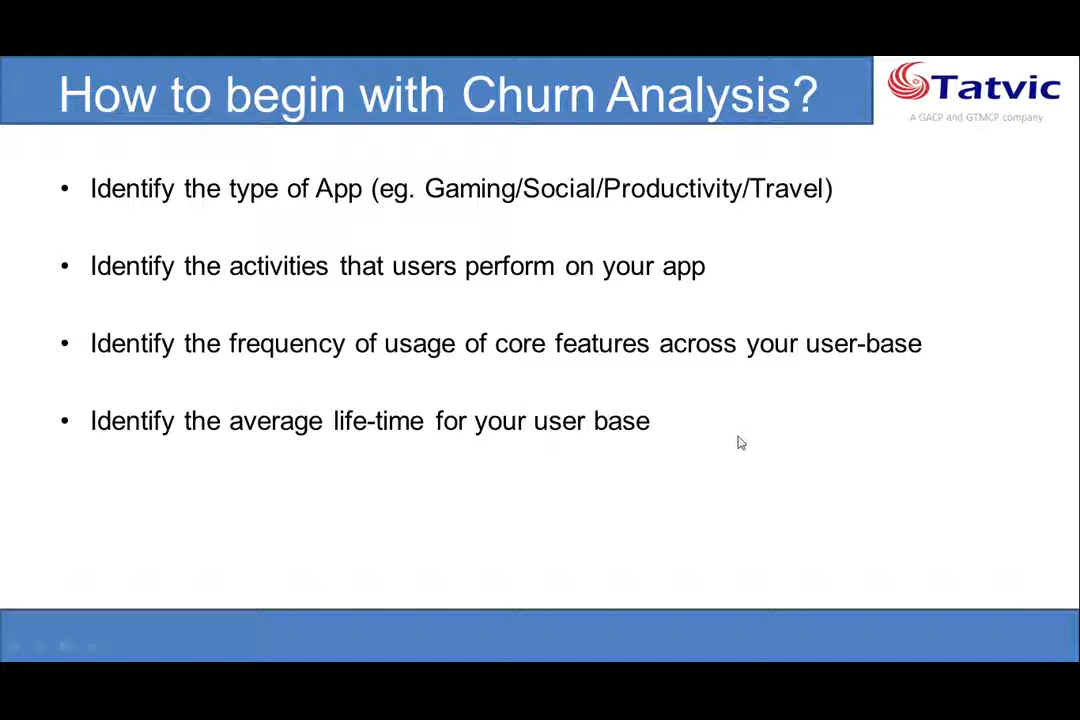 How to begin with Churn Analysis?
Tatvic
A GACP and GTMCP company
• Identify the type of App (eg. Gaming/Social/Productivity/Travel)
• Identify the activities that users perform on your app
• Identify the frequency of usage of core features across your user-base
• Identify the average life-time for your user base